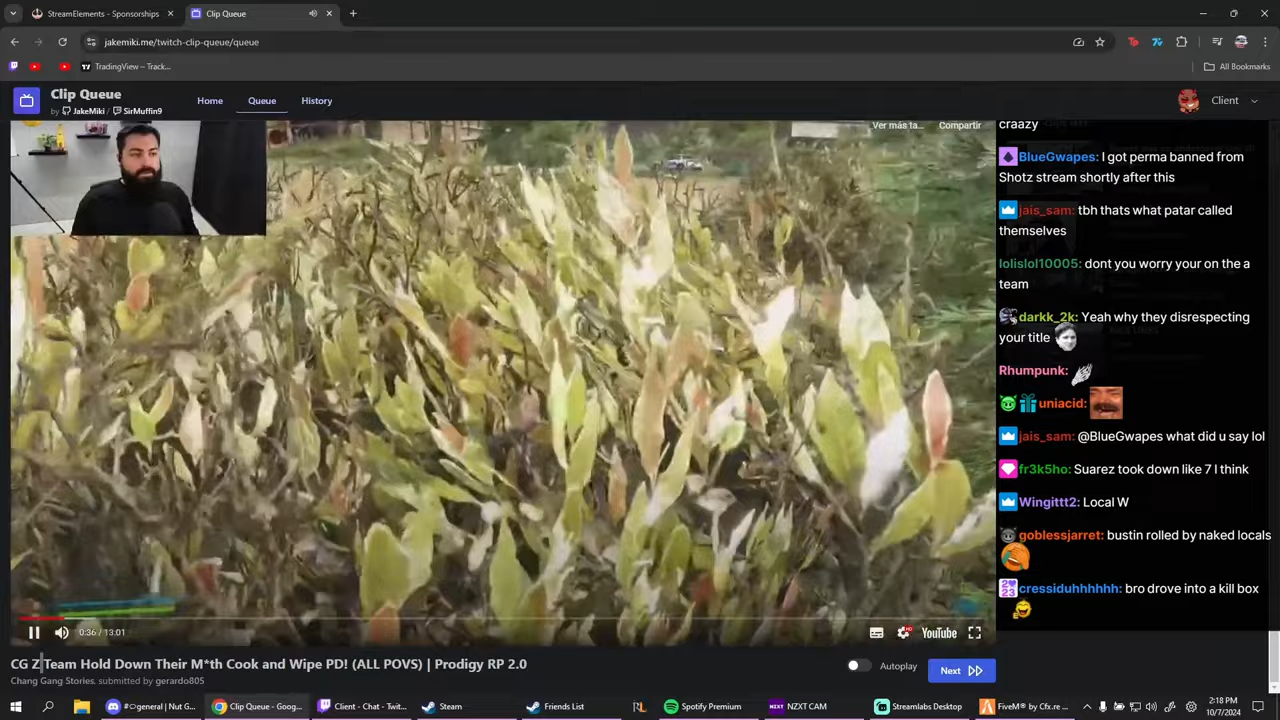 StreamElements - Sponsorships
Clip Queue
jakemiki.me/twitch-clip-queue/queue
TradingView – Track...
All Bookmarks
Clip Queue
by JakeMiki / SirMuffin9
Home
Queue
History
Client
Ver más ta...
Compartir
craazy
BlueGwapes: I got perma banned from
Shotz stream shortly after this
jais_sam: tbh thats what patar called
themselves
lolislol10005: dont you worry your on the a
team
darkk_2k: Yeah why they disrespecting
your title
Rhumpunk:
uniacid:
jais_sam: @BlueGwapes what did u say lol
fr3k5ho: Suarez took down like 7 I think
Wingittt2: Local W
goblessjarret: bustin rolled by naked locals
cressiduhhhhhh: bro drove into a kill box
0:36 / 13:01
HD
YouTube
CG Z Team Hold Down Their M*th Cook and Wipe PD! (ALL POVS) | Prodigy RP 2.0
Chang Gang Stories, submitted by gerardo805
Autoplay
Next
#general | Nut G...
Clip Queue - Goog...
Client - Chat - Twit...
Steam
Friends List
RL
Spotify Premium
NZXT
NZXT CAM
Streamlabs Desktop
FiveM® by Cfx.re ...
2:18 PM
10/7/2024